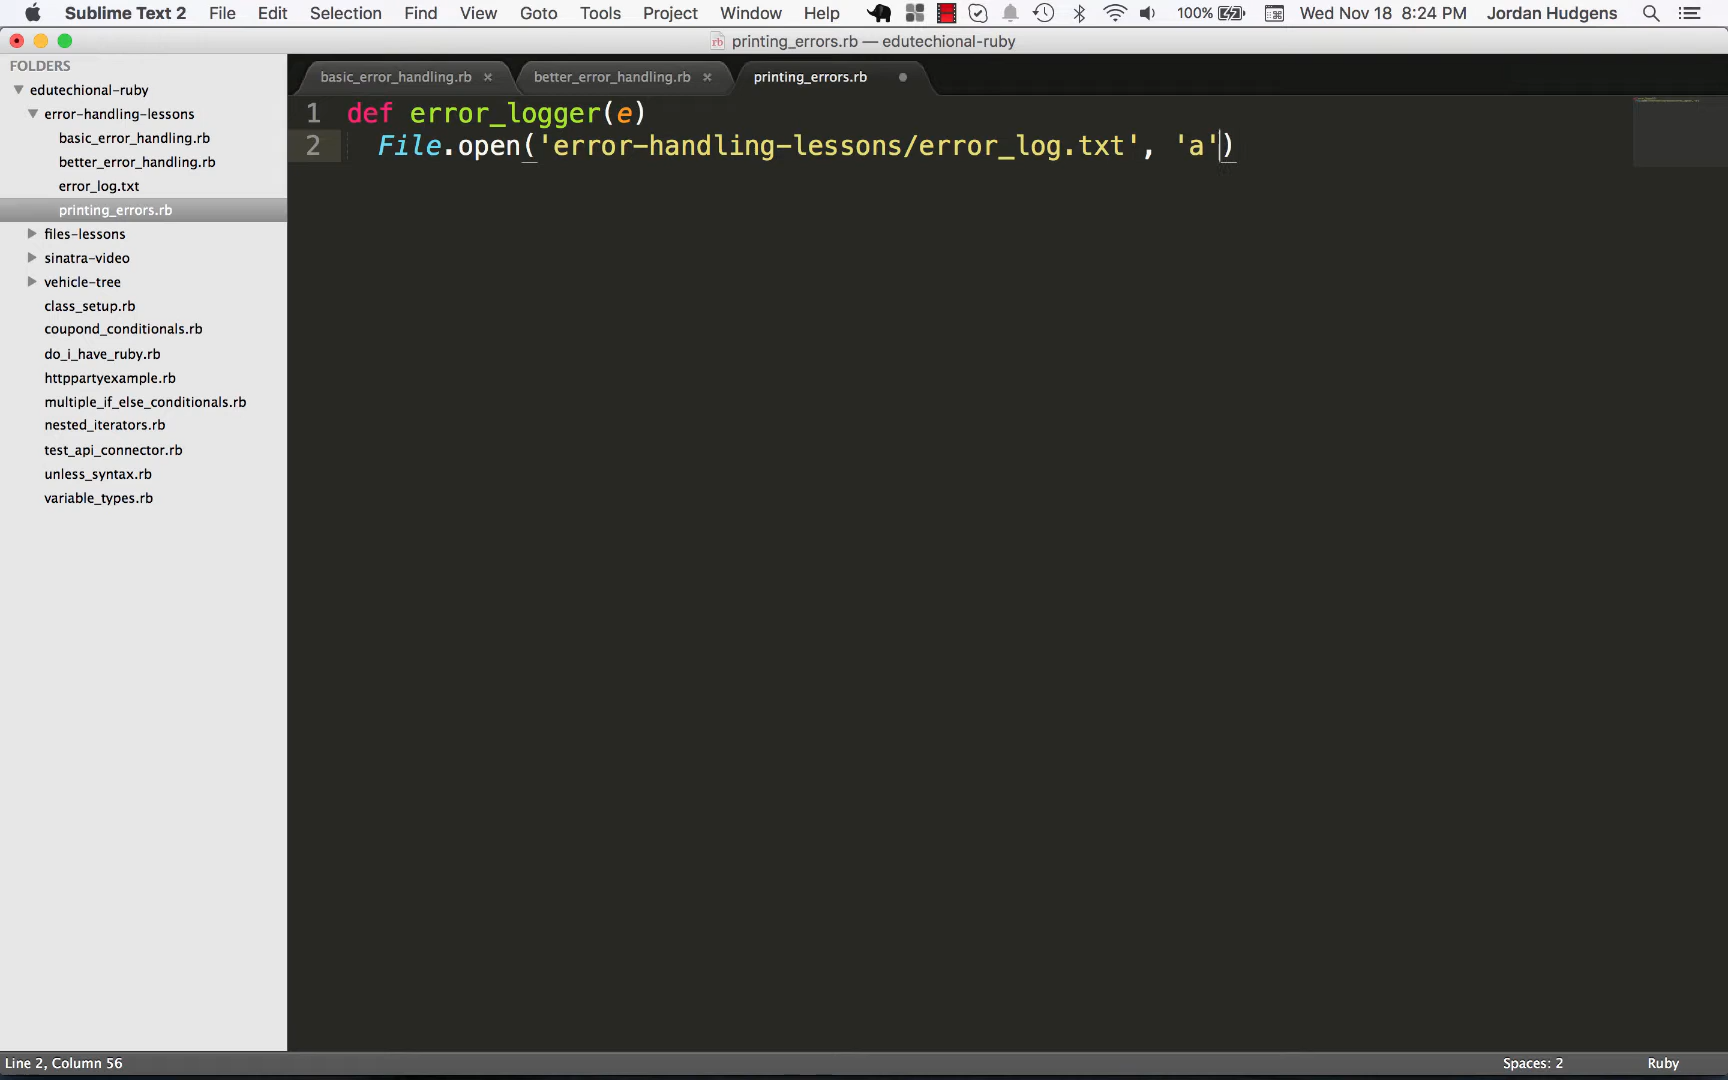 Sublime Text 2 File Edit Selection Find View Goto Tools Project Window Help 100% Wed Nov 18 8:24 PM Jordan Hudgens
printing_errors.rb — edutechional-ruby
FOLDERS
edutechional-ruby
error-handling-lessons
basic_error_handling.rb
better_error_handling.rb
error_log.txt
printing_errors.rb
files-lessons
sinatra-video
vehicle-tree
class_setup.rb
coupond_conditionals.rb
do_i_have_ruby.rb
httppartyexample.rb
multiple_if_else_conditionals.rb
nested_iterators.rb
test_api_connector.rb
unless_syntax.rb
variable_types.rb
basic_error_handling.rb × better_error_handling.rb × printing_errors.rb
1 def error_logger(e)
2 File.open('error-handling-lessons/error_log.txt', 'a')
Line 2, Column 56 Spaces: 2 Ruby